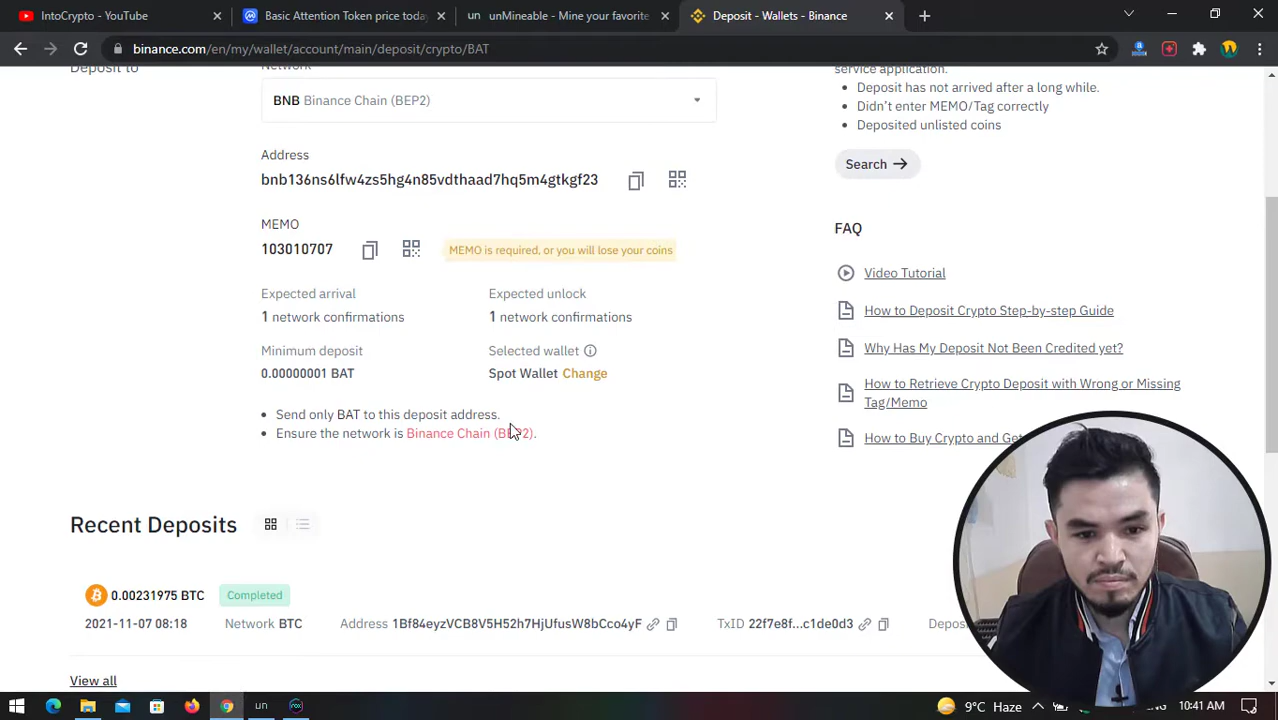 IntoCrypto - YouTube
Basic Attention Token price today
un unMineable - Mine your favorite
Deposit - Wallets - Binance
binance.com/en/my/wallet/account/main/deposit/crypto/BAT
Deposit to
Network
service application.
BNB Binance Chain (BEP2)
• Deposit has not arrived after a long while.
• Didn't enter MEMO/Tag correctly
• Deposited unlisted coins
Address
Search →
bnb136ns6lfw4zs5hg4n85vdthaad7hq5m4gtkgf23
MEMO
FAQ
103010707
MEMO is required, or you will lose your coins
Video Tutorial
Expected arrival
Expected unlock
1 network confirmations
1 network confirmations
How to Deposit Crypto Step-by-step Guide
Minimum deposit
Selected wallet
Why Has My Deposit Not Been Credited yet?
0.00000001 BAT
Spot Wallet Change
How to Retrieve Crypto Deposit with Wrong or Missing
Tag/Memo
• Send only BAT to this deposit address.
• Ensure the network is Binance Chain (BEP2).
How to Buy Crypto and Get
Recent Deposits
0.00231975 BTC
Completed
2021-11-07 08:18
Network BTC
Address 1Bf84eyzVCB8V5H52h7HjUfusW8bCco4yF
TxID 22f7e8f...c1de0d3
Depos
View all
un
9°C Haze
ENG
10:41 AM